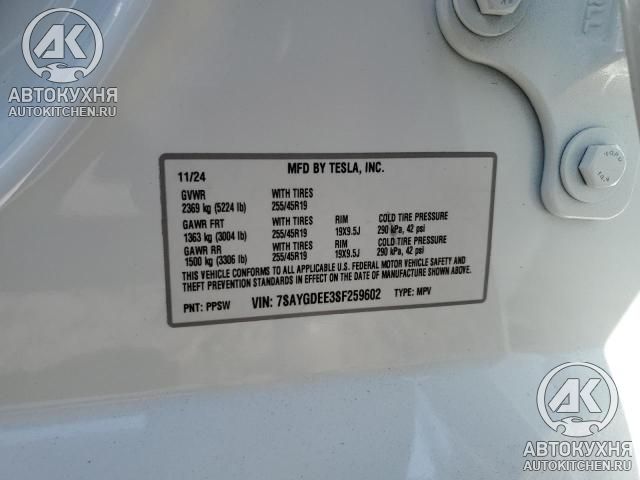 AK
АВТОКУХНЯ
AUTOKITCHEN.RU
11/24
MFD BY TESLA, INC.
GVWR WITH TIRES
2369 kg (5224 lb) 255/45R19
GAWR FRT WITH TIRES RIM COLD TIRE PRESSURE
1363 kg (3004 lb) 255/45R19 19X9.5J 290 kPa, 42 psi
GAWR RR WITH TIRES RIM COLD TIRE PRESSURE
1500 kg (3306 lb) 255/45R19 19X9.5J 290 kPa, 42 psi
THIS VEHICLE CONFORMS TO ALL APPLICABLE U.S. FEDERAL MOTOR VEHICLE SAFETY AND
THEFT PREVENTION STANDARDS IN EFFECT ON THE DATE OF MANUFACTURE SHOWN ABOVE.
PNT: PPSW VIN: 7SAYGDEE3SF259602 TYPE: MPV
AK
АВТОКУХНЯ
AUTOKITCHEN.RU